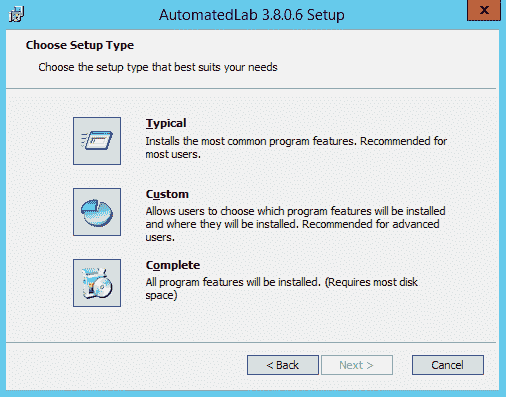 AutomatedLab 3.8.0.6 Setup
x
Choose Setup Type
Choose the setup type that best suits your needs
Typical
Installs the most common program features. Recommended for
most users.
Custom
Allows users to choose which program features will be installed
and where they will be installed. Recommended for advanced
users.
Complete
All program features will be installed. (Requires most disk
space)
< Back
Next >
Cancel